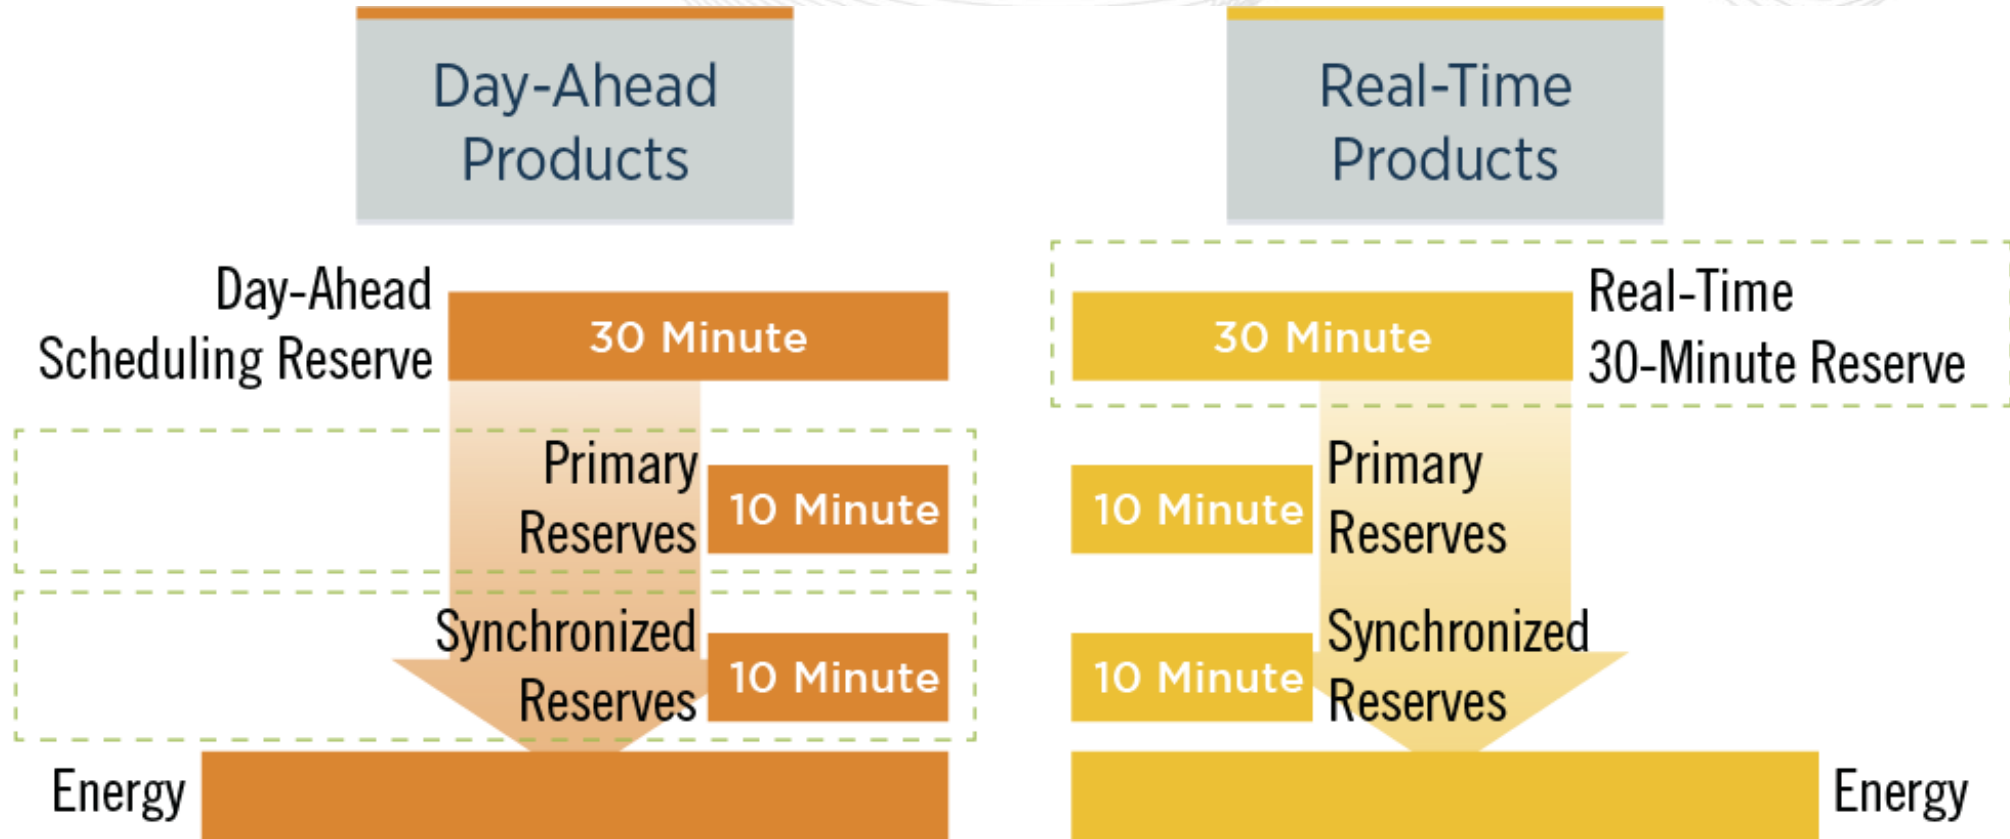 Day-Ahead
Products
Day-Ahead
Scheduling Reserve
30 Minute
Primary
Reserves
10 Minute
Synchronized
Reserves
10 Minute
Energy
Real-Time
Products
30 Minute
Real-Time
30-Minute Reserve
10 Minute
Primary
Reserves
10 Minute
Synchronized
Reserves
Energy